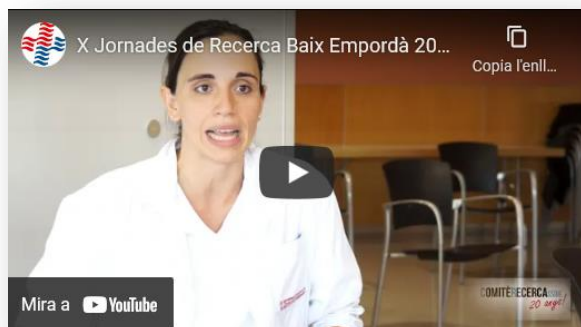 X Jornades de Recerca Baix Empordà 20...
Copia l'enll...
COMITÈRECERCA
20 anys!
Mira a YouTube